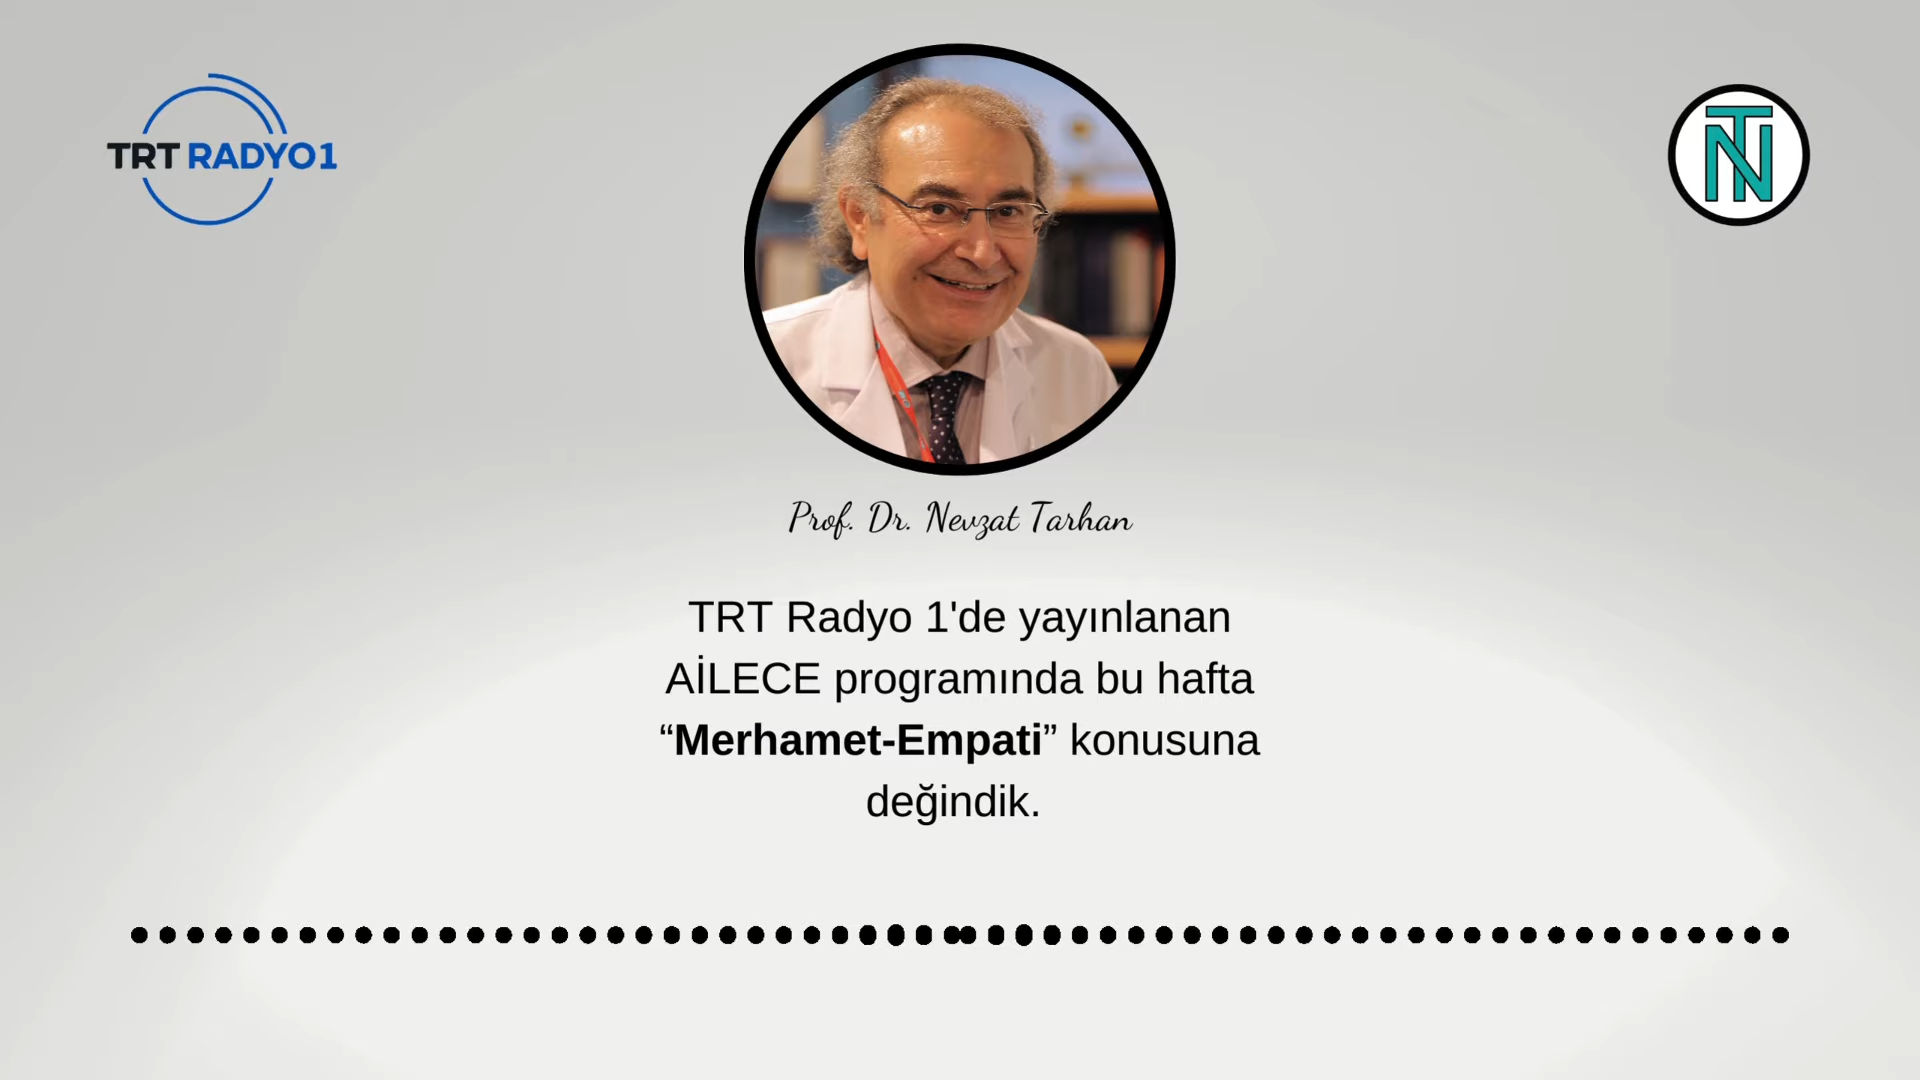 TRT RADYO1
TN
Prof. Dr. Nevzat Tarhan
TRT Radyo 1'de yayınlanan
AİLECE programında bu hafta
“Merhamet-Empati” konusuna
değindik.